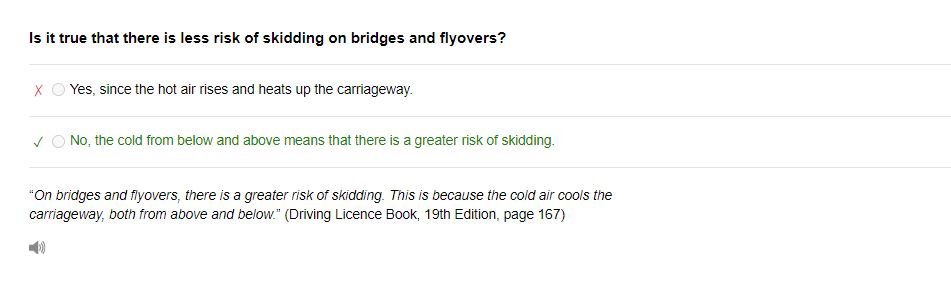 Is it true that there is less risk of skidding on bridges and flyovers?
✗ Yes, since the hot air rises and heats up the carriageway.
✓ No, the cold from below and above means that there is a greater risk of skidding.
“On bridges and flyovers, there is a greater risk of skidding. This is because the cold air cools the
carriageway, both from above and below.” (Driving Licence Book, 19th Edition, page 167)